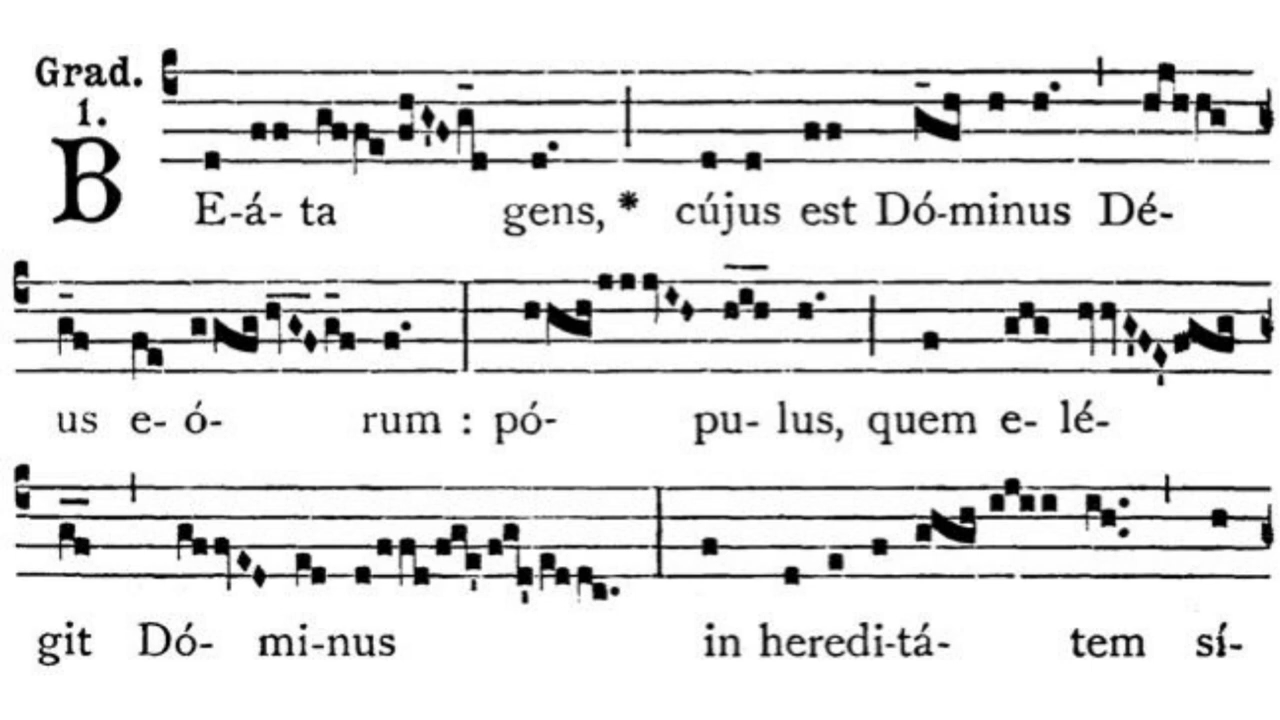 Grad.
1.
BE-á- ta gens, * cújus est Dó-minus Dé-
us e- ó- rum : pó- pu- lus, quem e- lé-
git Dó- mi-nus in heredi-tá- tem sí-